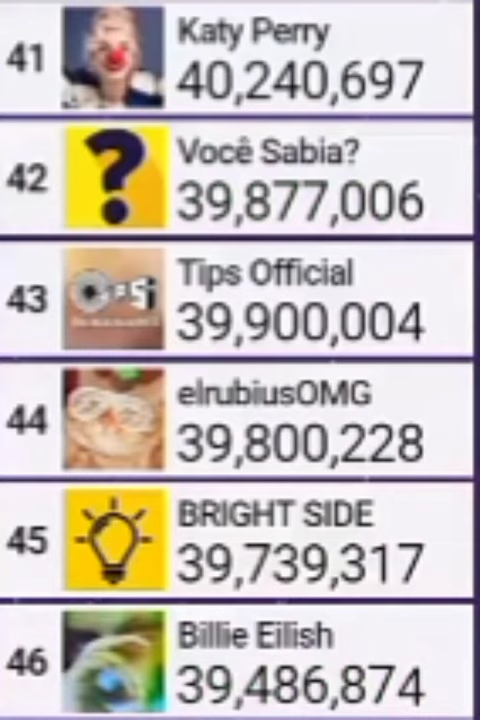 41
Katy Perry
40,240,697
42
Você Sabia?
39,877,006
43
Tips Official
39,900,004
44
elrubiusOMG
39,800,228
45
BRIGHT SIDE
39,739,317
46
Billie Eilish
39,486,874